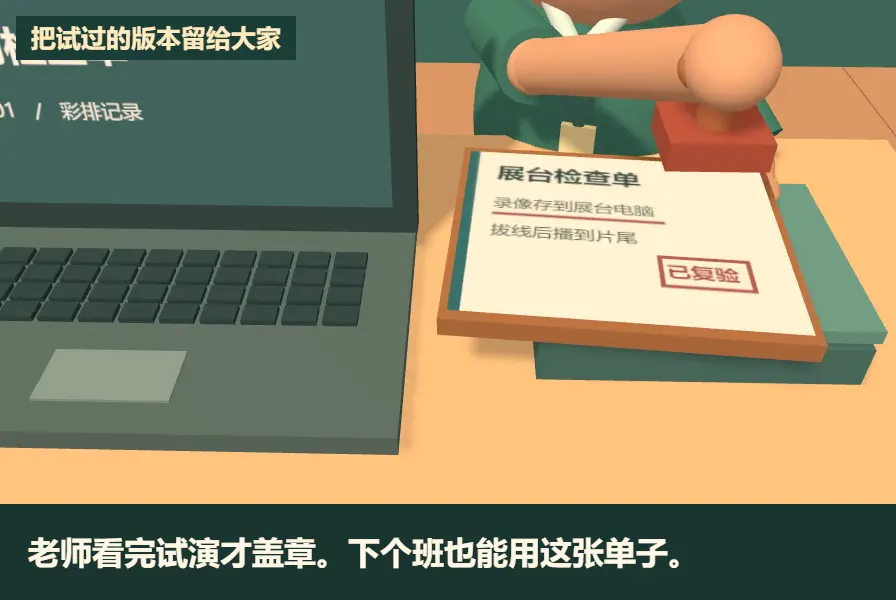 把试过的版本留给大家
01 / 彩排记录
展台检查单
录像存到展台电脑
拔线后播到片尾
已复验
老师看完试演才盖章。下个班也能用这张单子。